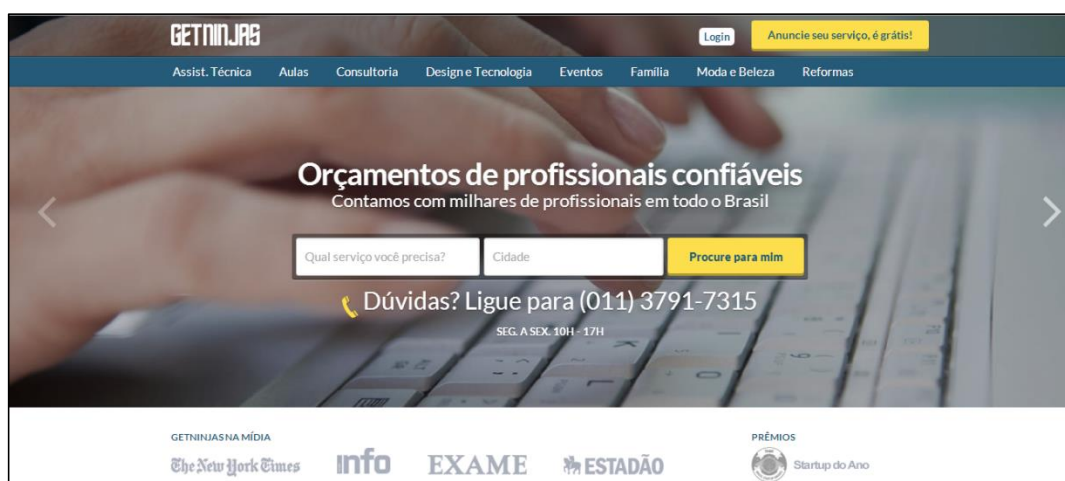 GETNINJAS
Login
Anuncie seu serviço, é grátis!
Assist. Técnica Aulas Consultoria Design e Tecnologia Eventos Família Moda e Beleza Reformas
Orçamentos de profissionais confiáveis
Contamos com milhares de profissionais em todo o Brasil
Qual serviço você precisa? Cidade Procure para mim
Dúvidas? Ligue para (011) 3791-7315
SEG. A SEX. 10H - 17H
GETNINJAS NA MÍDIA PRÊMIOS
The New York Times info EXAME ESTADÃO Startup do Ano